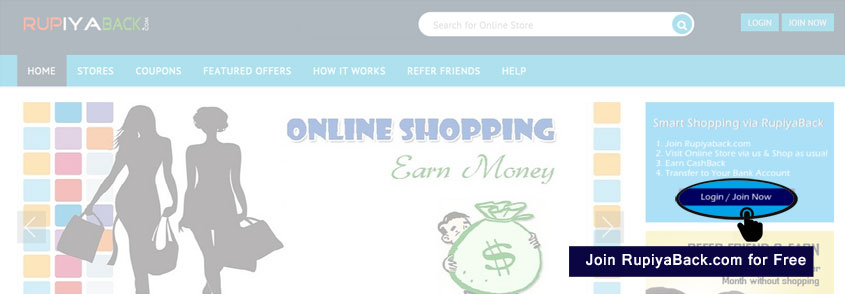 RUPIYABACK.COM
Search for Online Store
LOGIN JOIN NOW
HOME STORES COUPONS FEATURED OFFERS HOW IT WORKS REFER FRIENDS HELP
ONLINE SHOPPING
Earn Money
$
Smart Shopping via RupiyaBack
1. Join Rupiyaback.com
2. Visit Online Store via us & Shop as usual
3. Earn CashBack
4. Transfer to Your Bank Account
Login / Join Now
REFER FRIEND & EARN
Join RupiyaBack.com for Free
Month without shopping